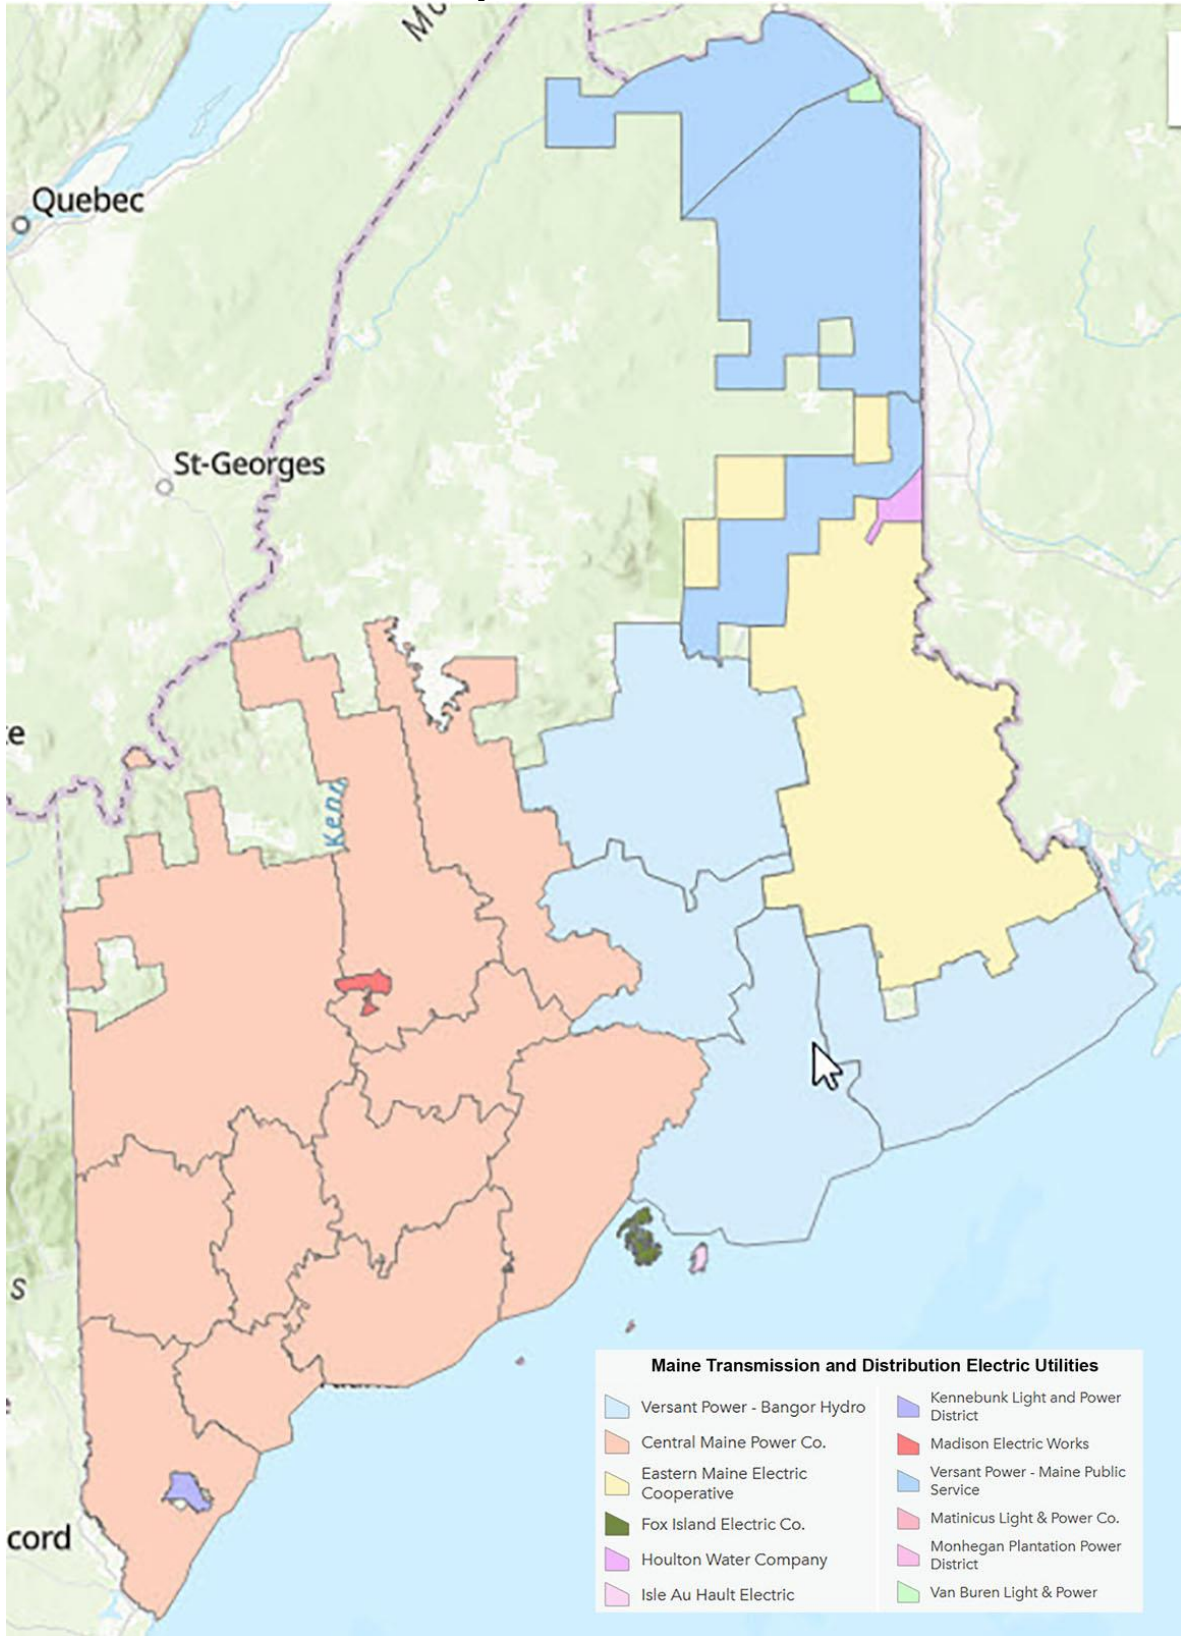 Quebec
St-Georges
Kenn
S
cord
Maine Transmission and Distribution Electric Utilities
Versant Power - Bangor Hydro
Central Maine Power Co.
Eastern Maine Electric
Cooperative
Fox Island Electric Co.
Houlton Water Company
Isle Au Hault Electric
Kennebunk Light and Power
District
Madison Electric Works
Versant Power - Maine Public
Service
Matinicus Light & Power Co.
Monhegan Plantation Power
District
Van Buren Light & Power